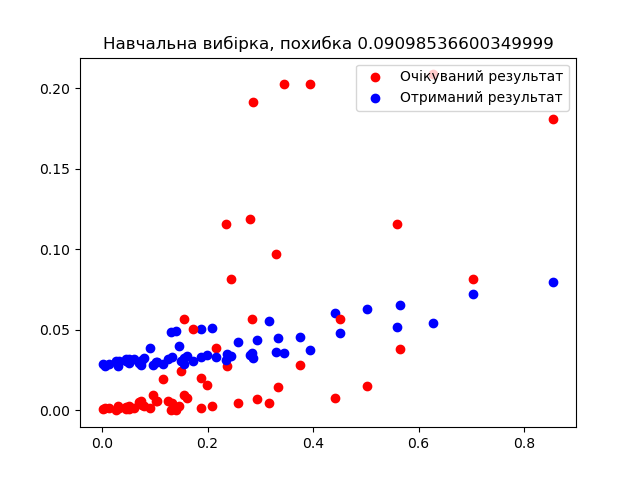 Навчальна вибірка, похибка 0.09098536600349999
Очікуваний результат
Отриманий результат
0.20
0.15
0.10
0.05
0.00
0.0 0.2 0.4 0.6 0.8